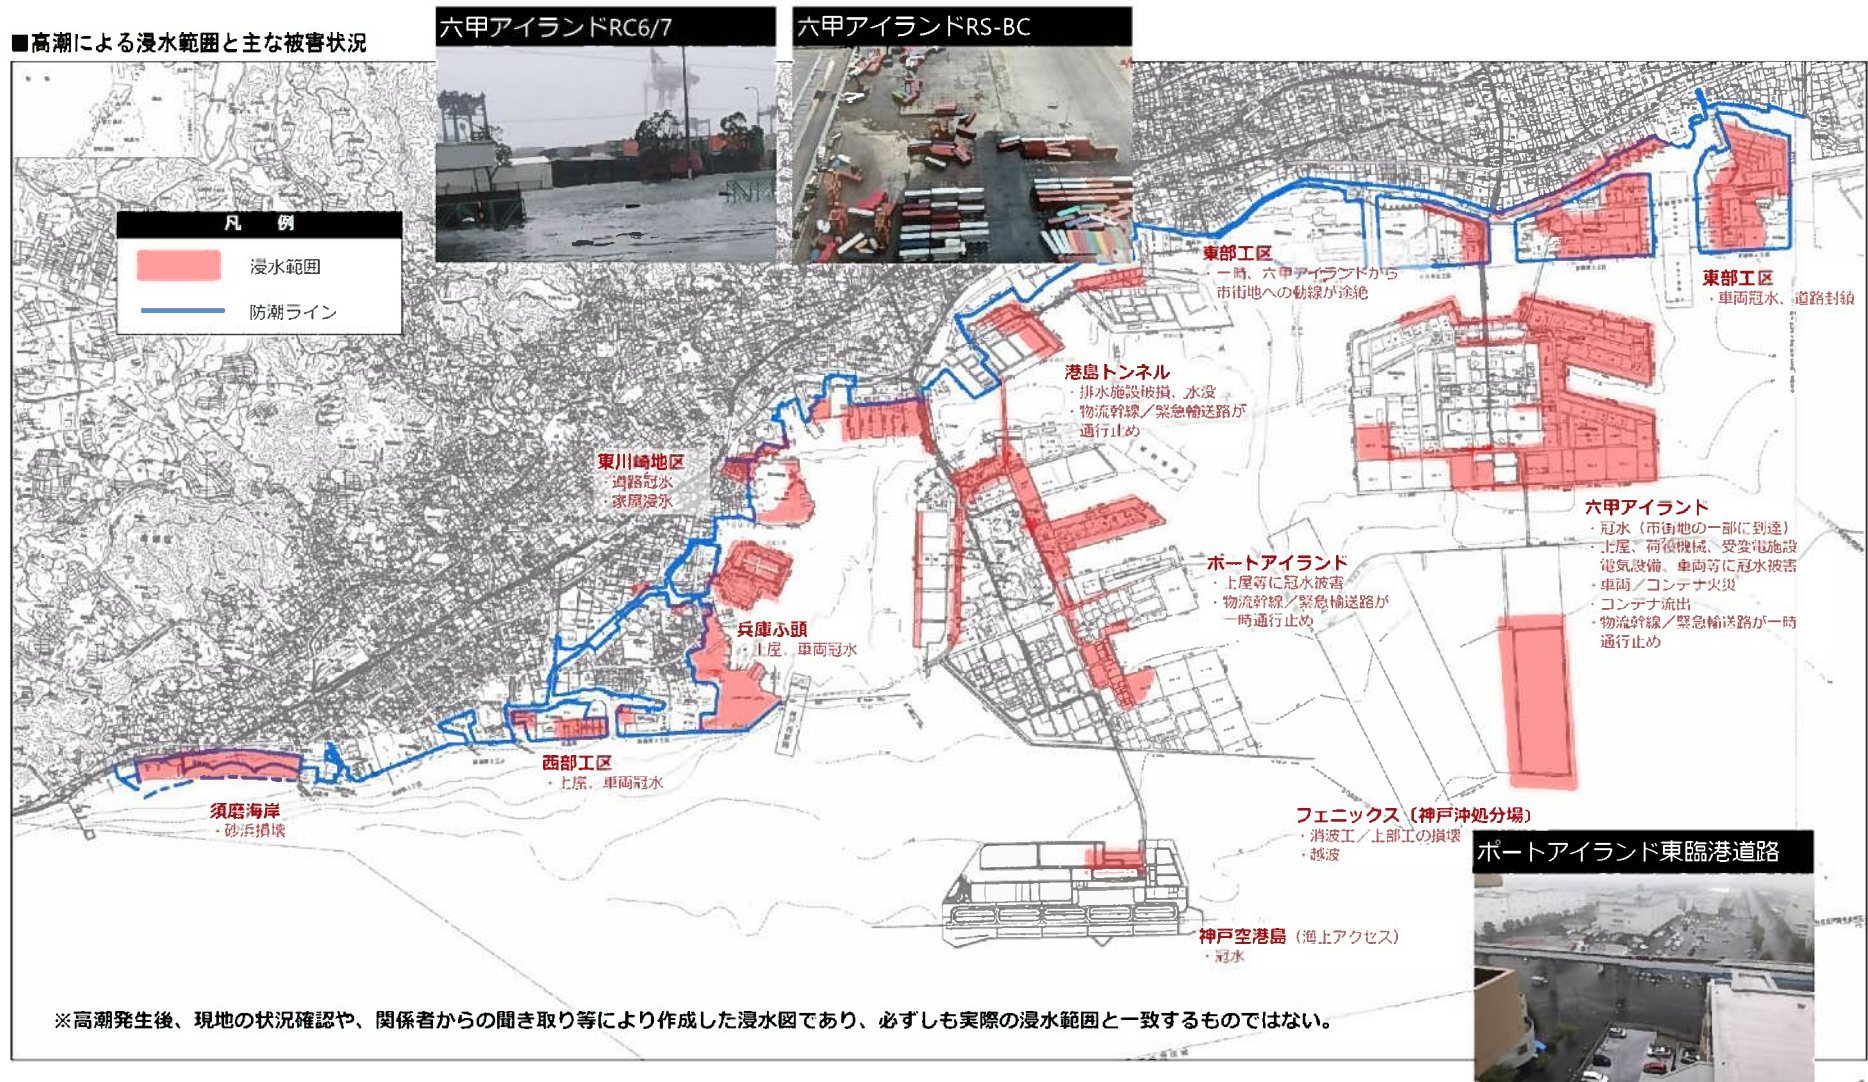 ■高潮による浸水範囲と主な被害状況
六甲アイランドRC6/7
六甲アイランドRS-BC
凡 例
浸水範囲
防潮ライン
東部工区
・一時、六甲アイランドから
市街地への動線が途絶
東部工区
・車両冠水、道路封鎖
港島トンネル
・排水施設破損、水没
・物流幹線／緊急輸送路が
通行止め
東川崎地区
・道路冠水
・家屋浸水
六甲アイランド
・冠水（市街地の一部に到達）
・上屋、荷役機械、受変電施設
電気設備、車両等に冠水被害
・車両／コンテナ火災
・コンテナ流出
・物流幹線／緊急輸送路が一時
通行止め
ポートアイランド
・上屋等に冠水被害
・物流幹線／緊急輸送路が
一時通行止め
兵庫ふ頭
・上屋、車両冠水
西部工区
・上屋、車両冠水
須磨海岸
・砂浜損壊
フェニックス（神戸沖処分場）
・消波工／上部工の損壊
・越波
ポートアイランド東臨港道路
神戸空港島（海上アクセス）
・冠水
※高潮発生後、現地の状況確認や、関係者からの聞き取り等により作成した浸水図であり、必ずしも実際の浸水範囲と一致するものではない。